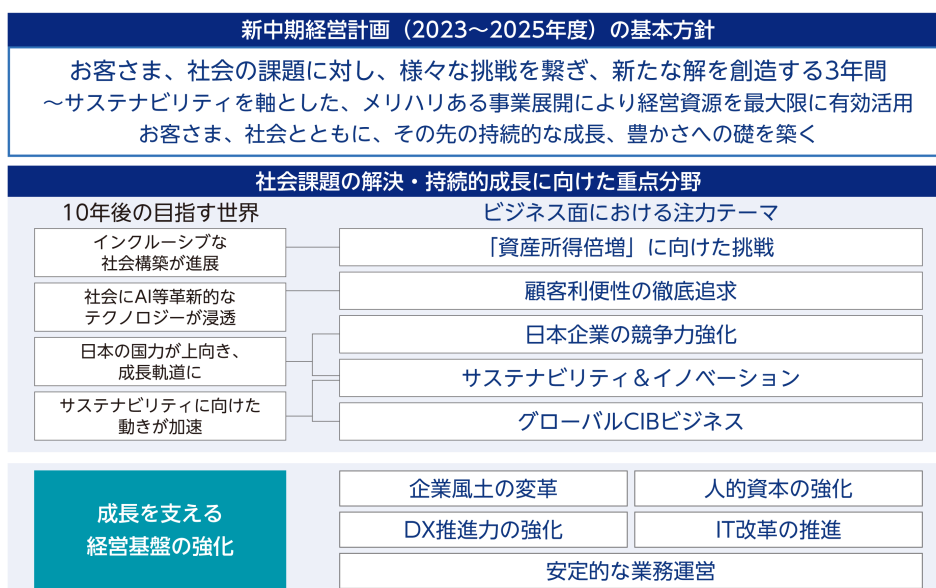 新中期経営計画（2023～2025年度）の基本方針
お客さま、社会の課題に対し、様々な挑戦を繋ぎ、新たな解を創造する3年間
～サステナビリティを軸とした、メリハリある事業展開により経営資源を最大限に有効活用
お客さま、社会とともに、その先の持続的な成長、豊かさへの礎を築く
社会課題の解決・持続的成長に向けた重点分野
10年後の目指す世界
ビジネス面における注力テーマ
インクルーシブな
社会構築が進展
「資産所得倍増」に向けた挑戦
社会にAI等革新的な
テクノロジーが浸透
顧客利便性の徹底追求
日本の国力が上向き、
成長軌道に
日本企業の競争力強化
サステナビリティ＆イノベーション
サステナビリティに向けた
動きが加速
グローバルCIBビジネス
成長を支える
経営基盤の強化
企業風土の変革
人的資本の強化
DX推進力の強化
IT改革の推進
安定的な業務運営